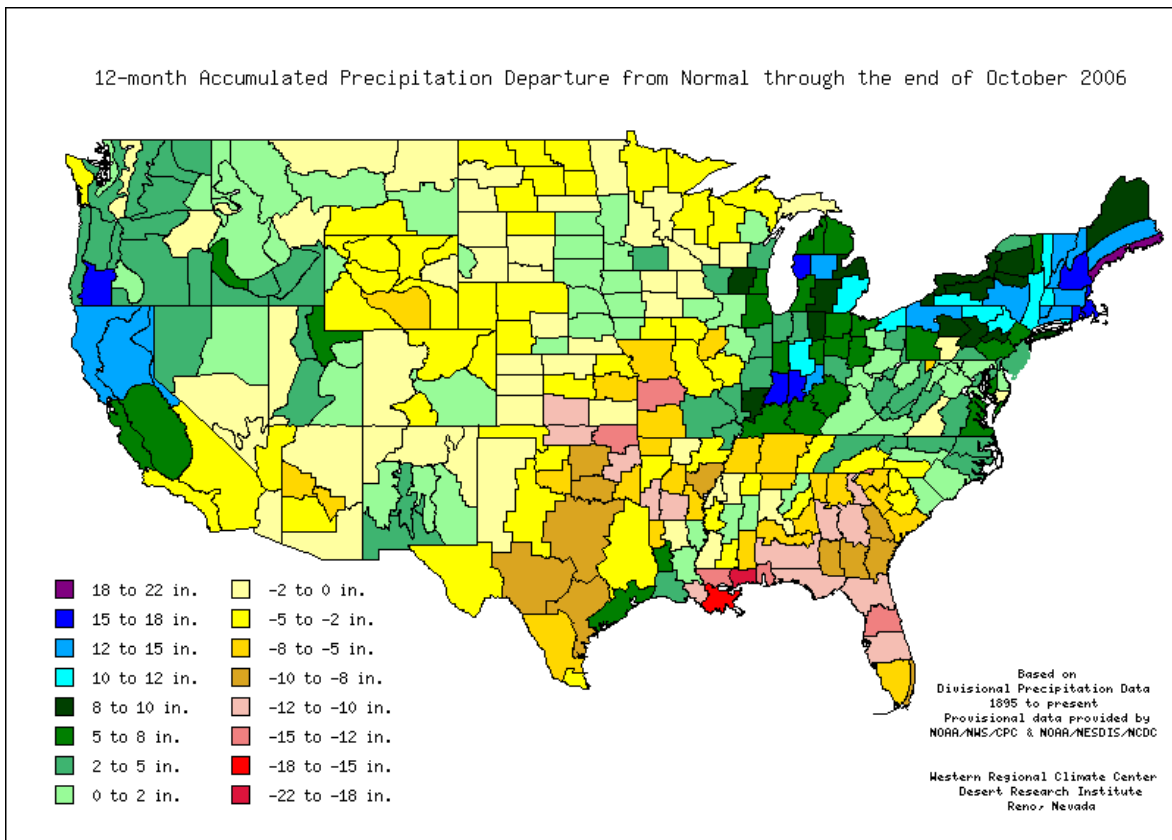 12-month Accumulated Precipitation Departure from Normal through the end of October 2006
18 to 22 in.
15 to 18 in.
12 to 15 in.
10 to 12 in.
8 to 10 in.
5 to 8 in.
2 to 5 in.
0 to 2 in.
-2 to 0 in.
-5 to -2 in.
-8 to -5 in.
-10 to -8 in.
-12 to -10 in.
-15 to -12 in.
-18 to -15 in.
-22 to -18 in.
Based on
Divisional Precipitation Data
1895 to present
Provisional data provided by
NOAA/NWS/CPC & NOAA/NESDIS/NCDC
Western Regional Climate Center
Desert Research Institute
Reno, Nevada